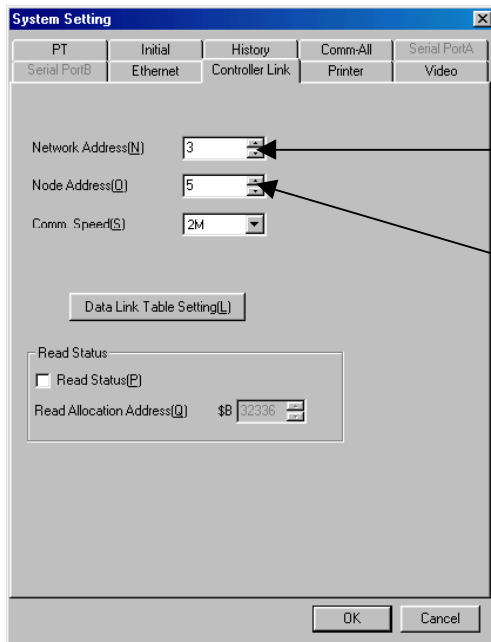 System Setting
PT Initial History Comm-All Serial PortA
Serial PortB Ethernet Controller Link Printer Video
Network Address[N] 3
Node Address[O] 5
Comm. Speed[S] 2M
Data Link Table Setting[L]
Read Status
Read Status[P]
Read Allocation Address[Q] $B 32336
OK Cancel